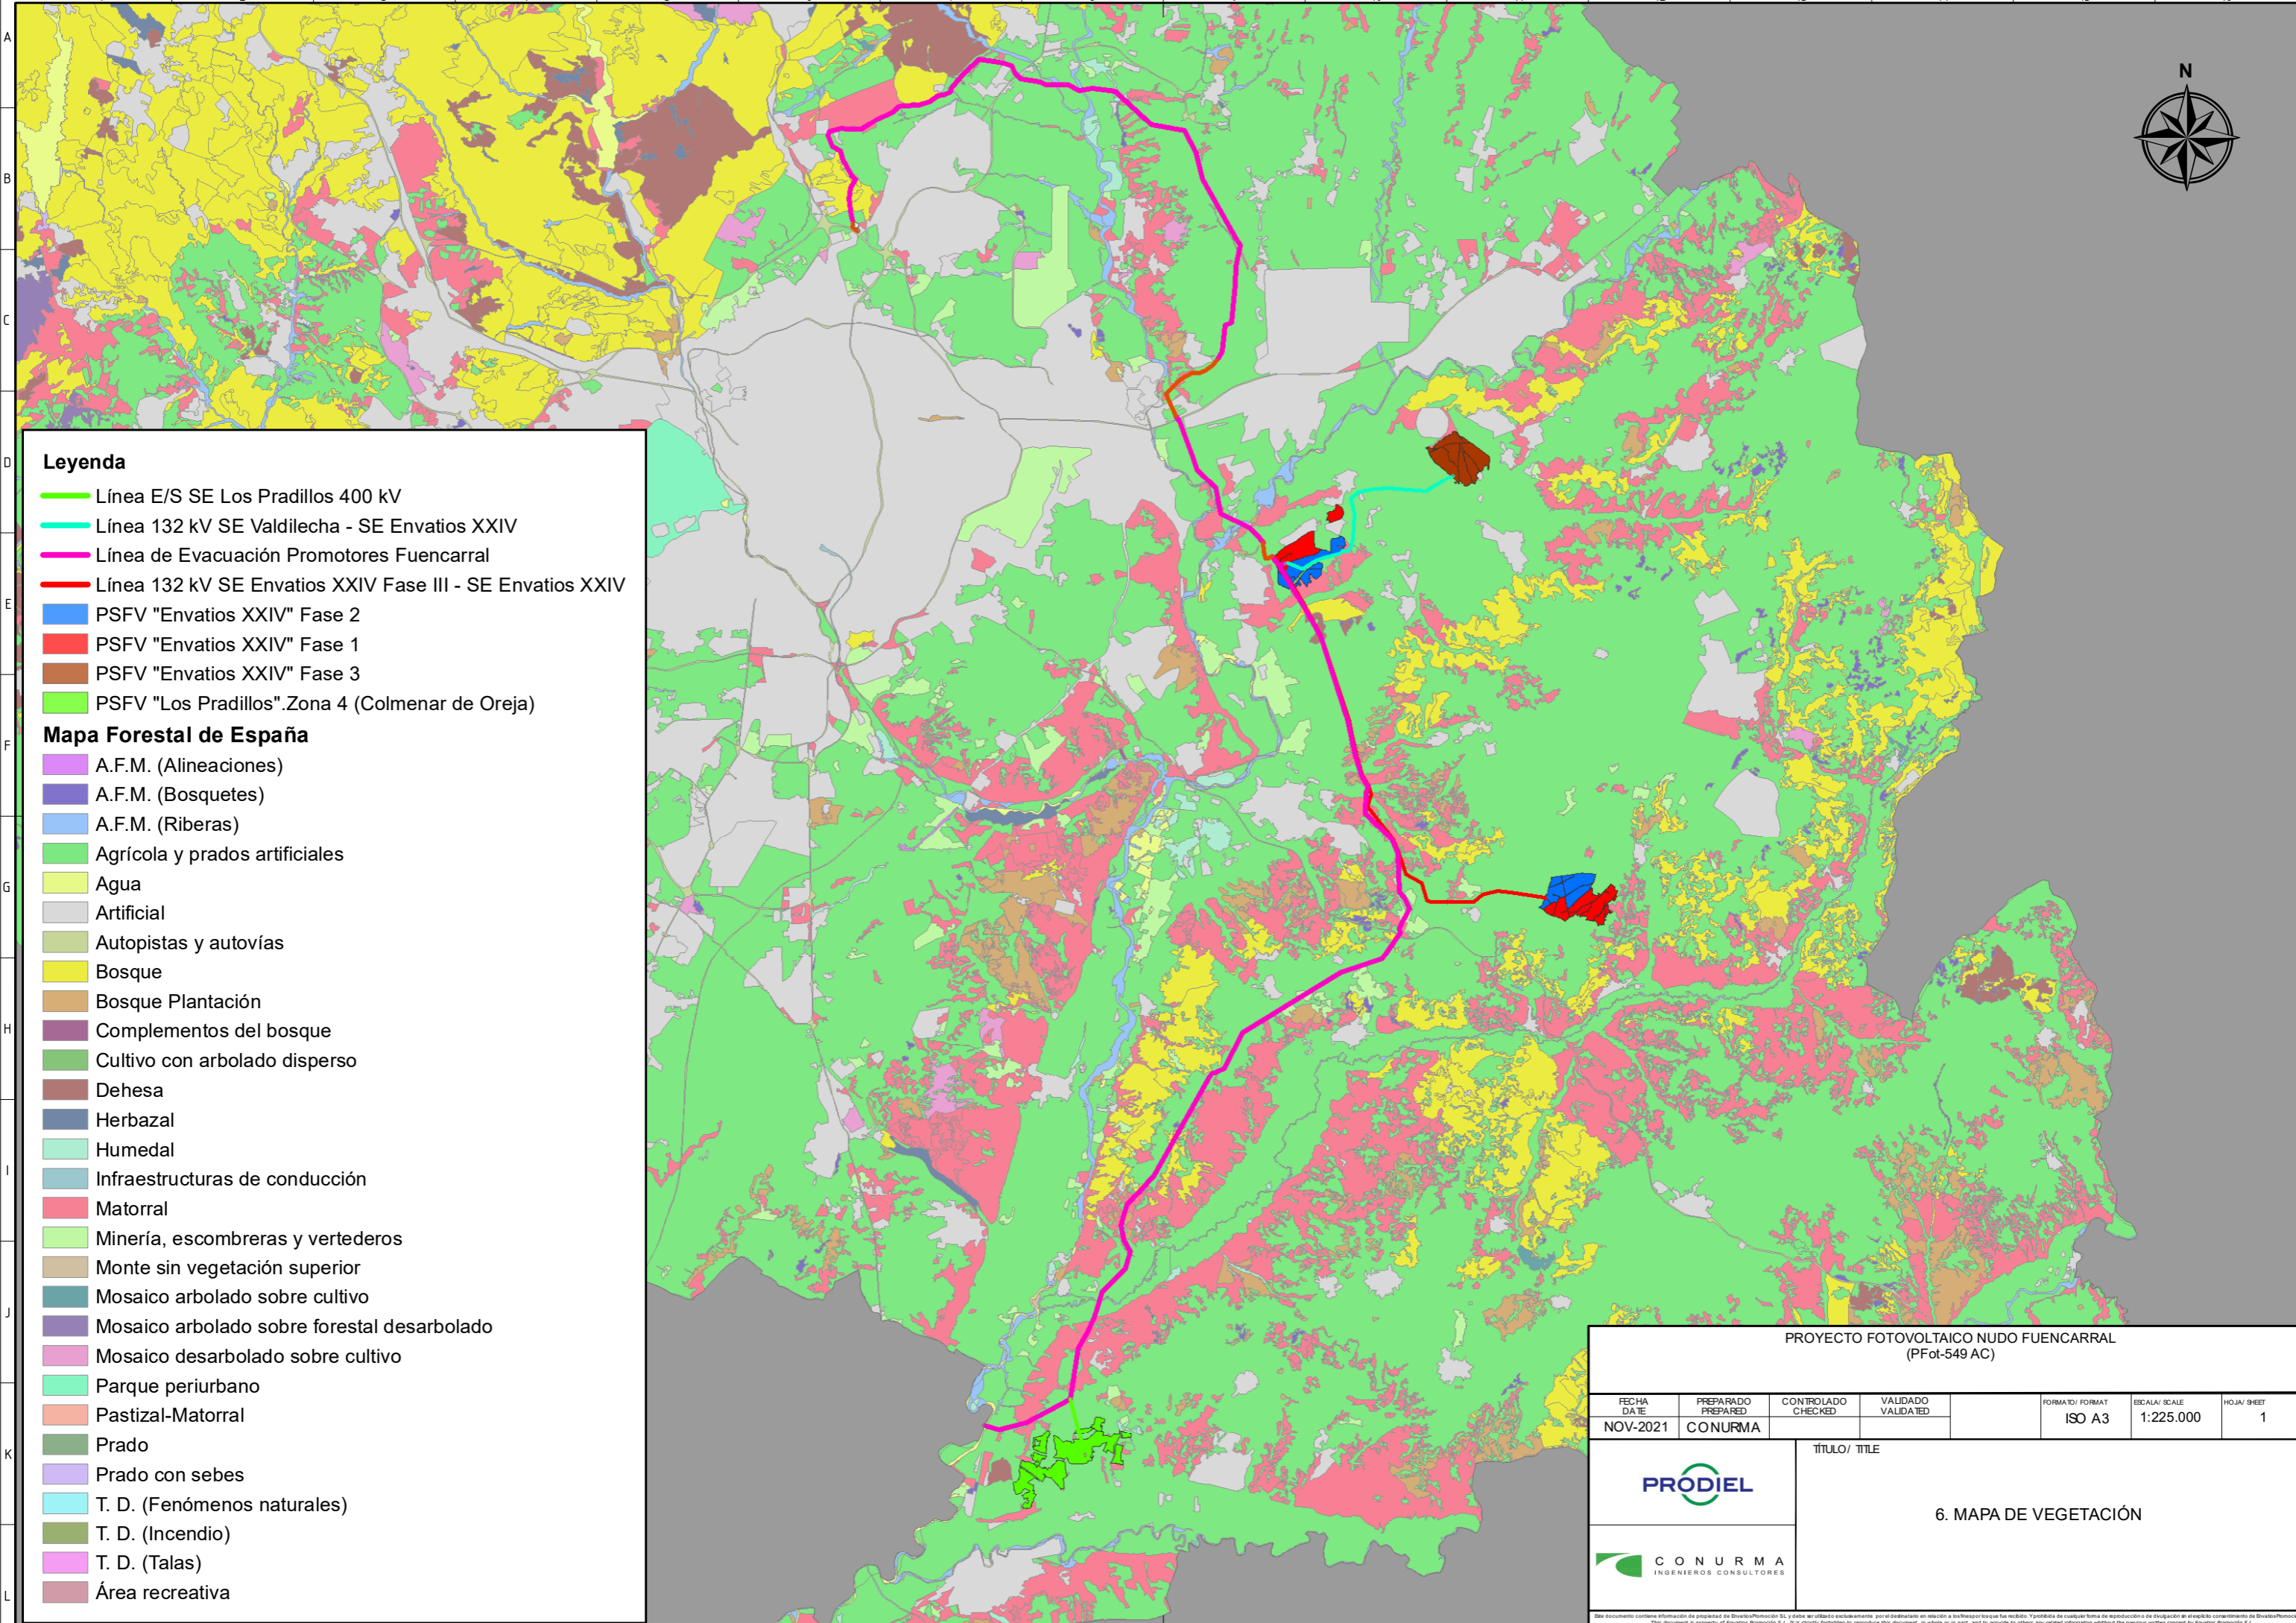 A
B
C
D
E
F
G
H
I
J
K
L
N
Leyenda
Línea E/S SE Los Pradillos 400 kV
Línea 132 kV SE Valdilecha - SE Envatios XXIV
Línea de Evacuación Promotores Fuencarral
Línea 132 kV SE Envatios XXIV Fase III - SE Envatios XXIV
PSFV "Envatios XXIV" Fase 2
PSFV "Envatios XXIV" Fase 1
PSFV "Envatios XXIV" Fase 3
PSFV "Los Pradillos".Zona 4 (Colmenar de Oreja)
Mapa Forestal de España
A.F.M. (Alineaciones)
A.F.M. (Bosquetes)
A.F.M. (Riberas)
Agrícola y prados artificiales
Agua
Artificial
Autopistas y autovías
Bosque
Bosque Plantación
Complementos del bosque
Cultivo con arbolado disperso
Dehesa
Herbazal
Humedal
Infraestructuras de conducción
Matorral
Minería, escombreras y vertederos
Monte sin vegetación superior
Mosaico arbolado sobre cultivo
Mosaico arbolado sobre forestal desarbolado
Mosaico desarbolado sobre cultivo
Parque periurbano
Pastizal-Matorral
Prado
Prado con sebes
T. D. (Fenómenos naturales)
T. D. (Incendio)
T. D. (Talas)
Área recreativa
PROYECTO FOTOVOLTAICO NUDO FUENCARRAL
(PFot-549 AC)
FECHA DATE PREPARADO PREPARED CONTROLADO CHECKED VALIDADO VALIDATED FORMATO/ FORMAT ESCALA/ SCALE HOJA/ SHEET
NOV-2021 CONURMA ISO A3 1:225.000 1
TÍTULO/ TITLE
PRODIEL
6. MAPA DE VEGETACIÓN
CONURMA
INGENIEROS CONSULTORES